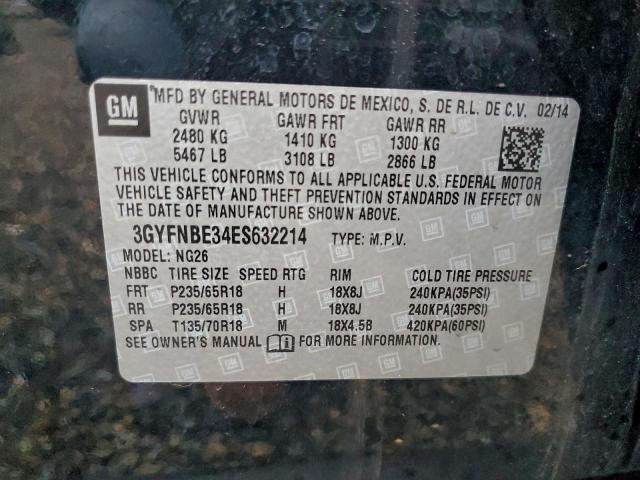 GM
MFD BY GENERAL MOTORS DE MEXICO, S. DE R.L. DE C.V. 02/14
GVWR GAWR FRT GAWR RR
2480 KG 1410 KG 1300 KG
5467 LB 3108 LB 2866 LB
THIS VEHICLE CONFORMS TO ALL APPLICABLE U.S. FEDERAL MOTOR
VEHICLE SAFETY AND THEFT PREVENTION STANDARDS IN EFFECT ON
THE DATE OF MANUFACTURE SHOWN ABOVE.
3GYFNBE34ES632214 TYPE: M.P.V.
MODEL: NG26
NBBC TIRE SIZE SPEED RTG RIM COLD TIRE PRESSURE
FRT P235/65R18 H 18X8J 240KPA(35PSI)
RR P235/65R18 H 18X8J 240KPA(35PSI)
SPA T135/70R18 M 18X4.5B 420KPA(60PSI)
SEE OWNER'S MANUAL FOR MORE INFORMATION.